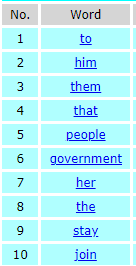 No. Word
1 to
2 him
3 them
4 that
5 people
6 government
7 her
8 the
9 stay
10 join